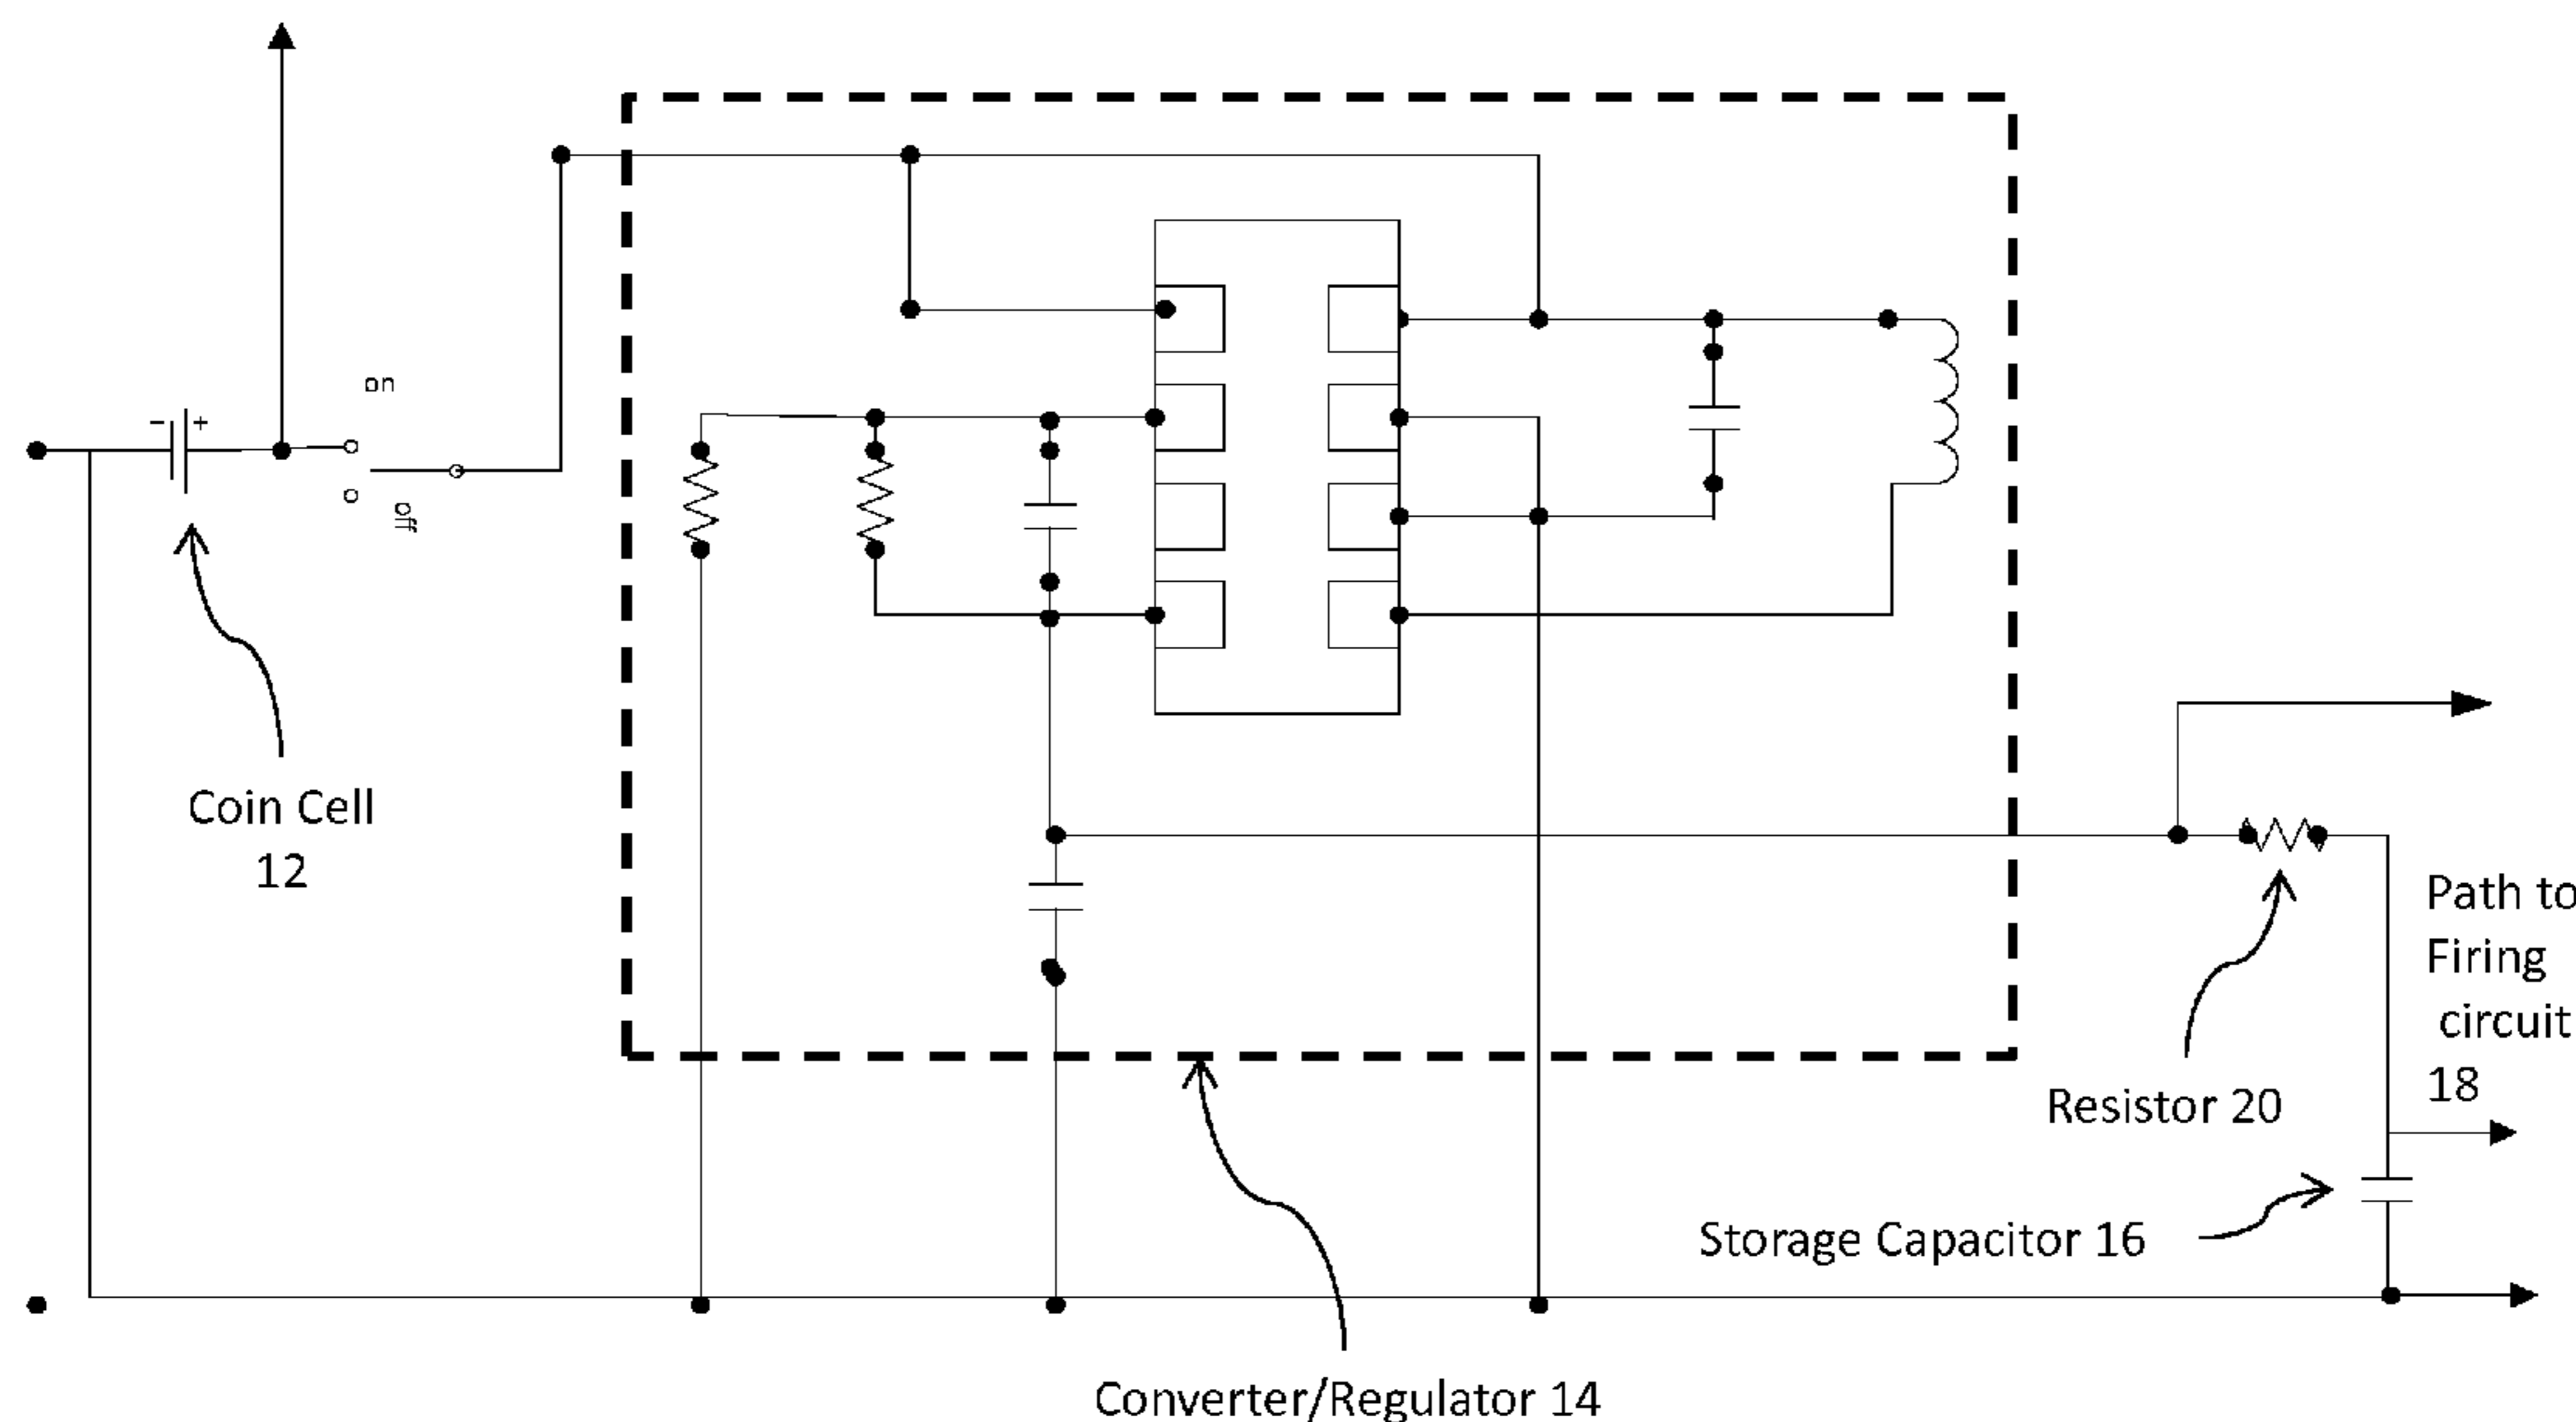 on
− +
off
Coin Cell
12
Path to
Firing
circuit
18
Resistor 20
Storage Capacitor 16
Converter/Regulator 14